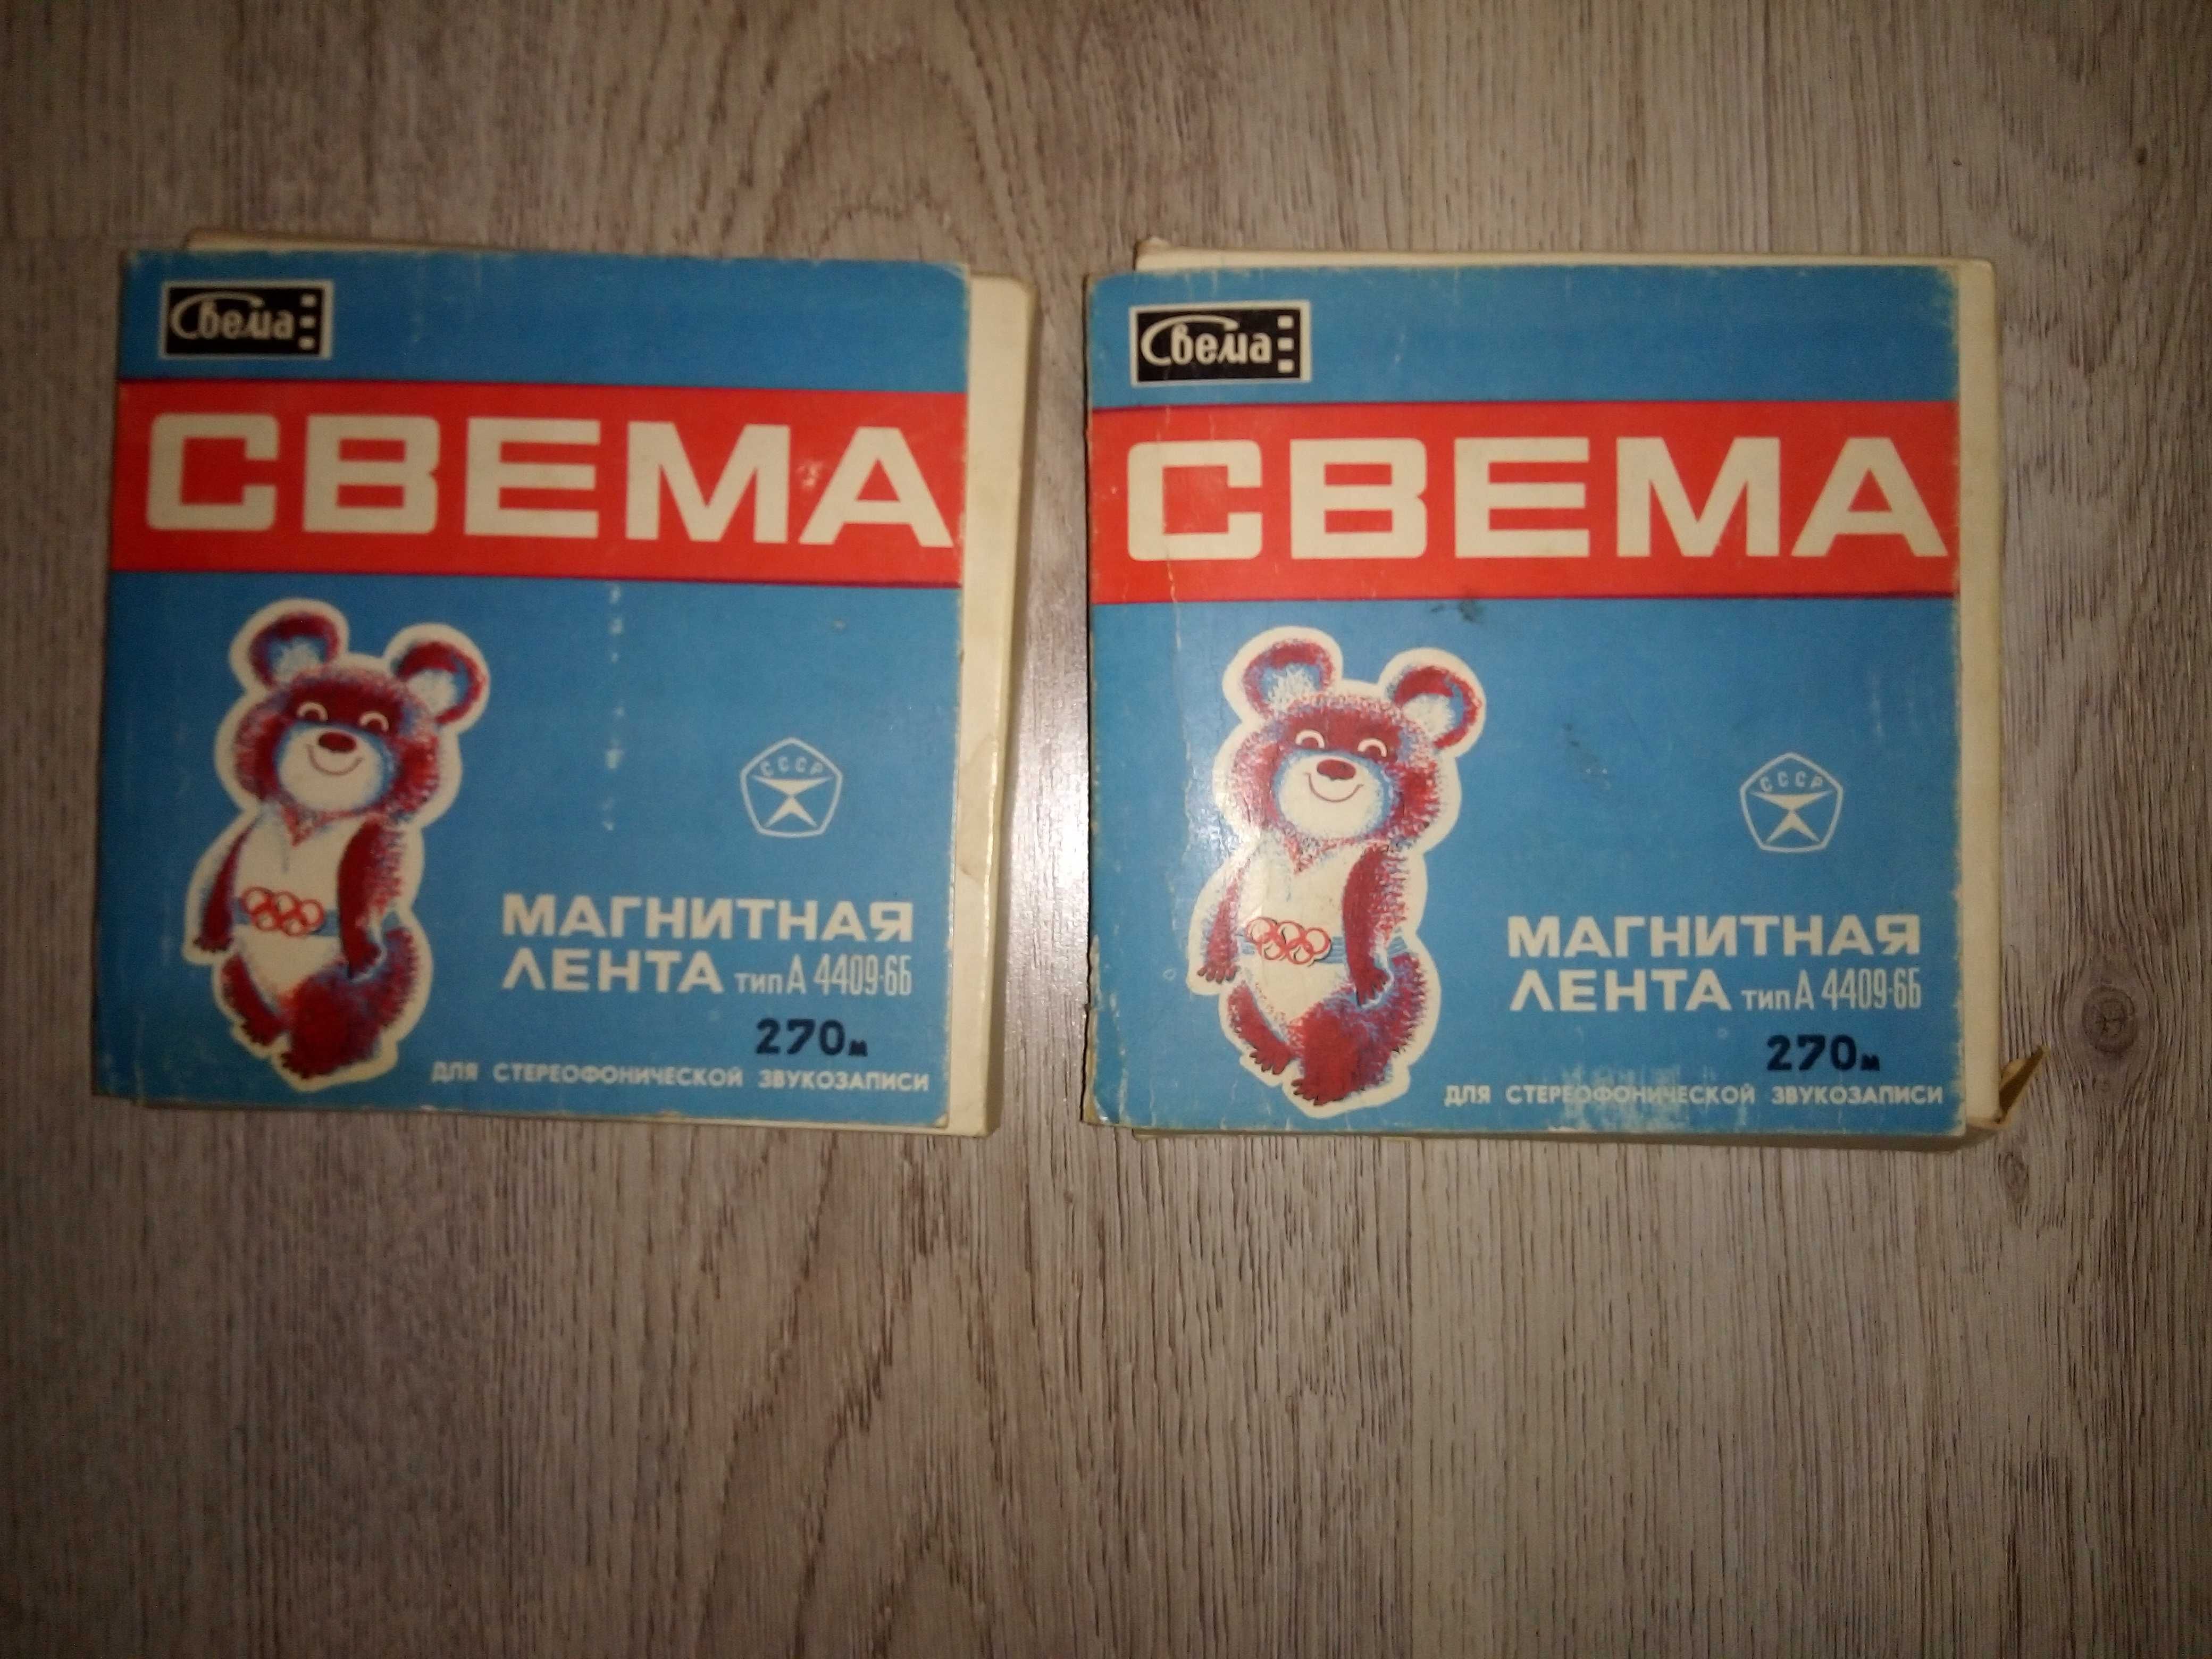 Свема
СВЕМА
СССР
МАГНИТНАЯ
ЛЕНТА тип А 4409-6Б
270м
ДЛЯ СТЕРЕОФОНИЧЕСКОЙ ЗВУКОЗАПИСИ
Свема
СВЕМА
СССР
МАГНИТНАЯ
ЛЕНТА тип А 4409-6Б
270м
ДЛЯ СТЕРЕОФОНИЧЕСКОЙ ЗВУКОЗАПИСИ